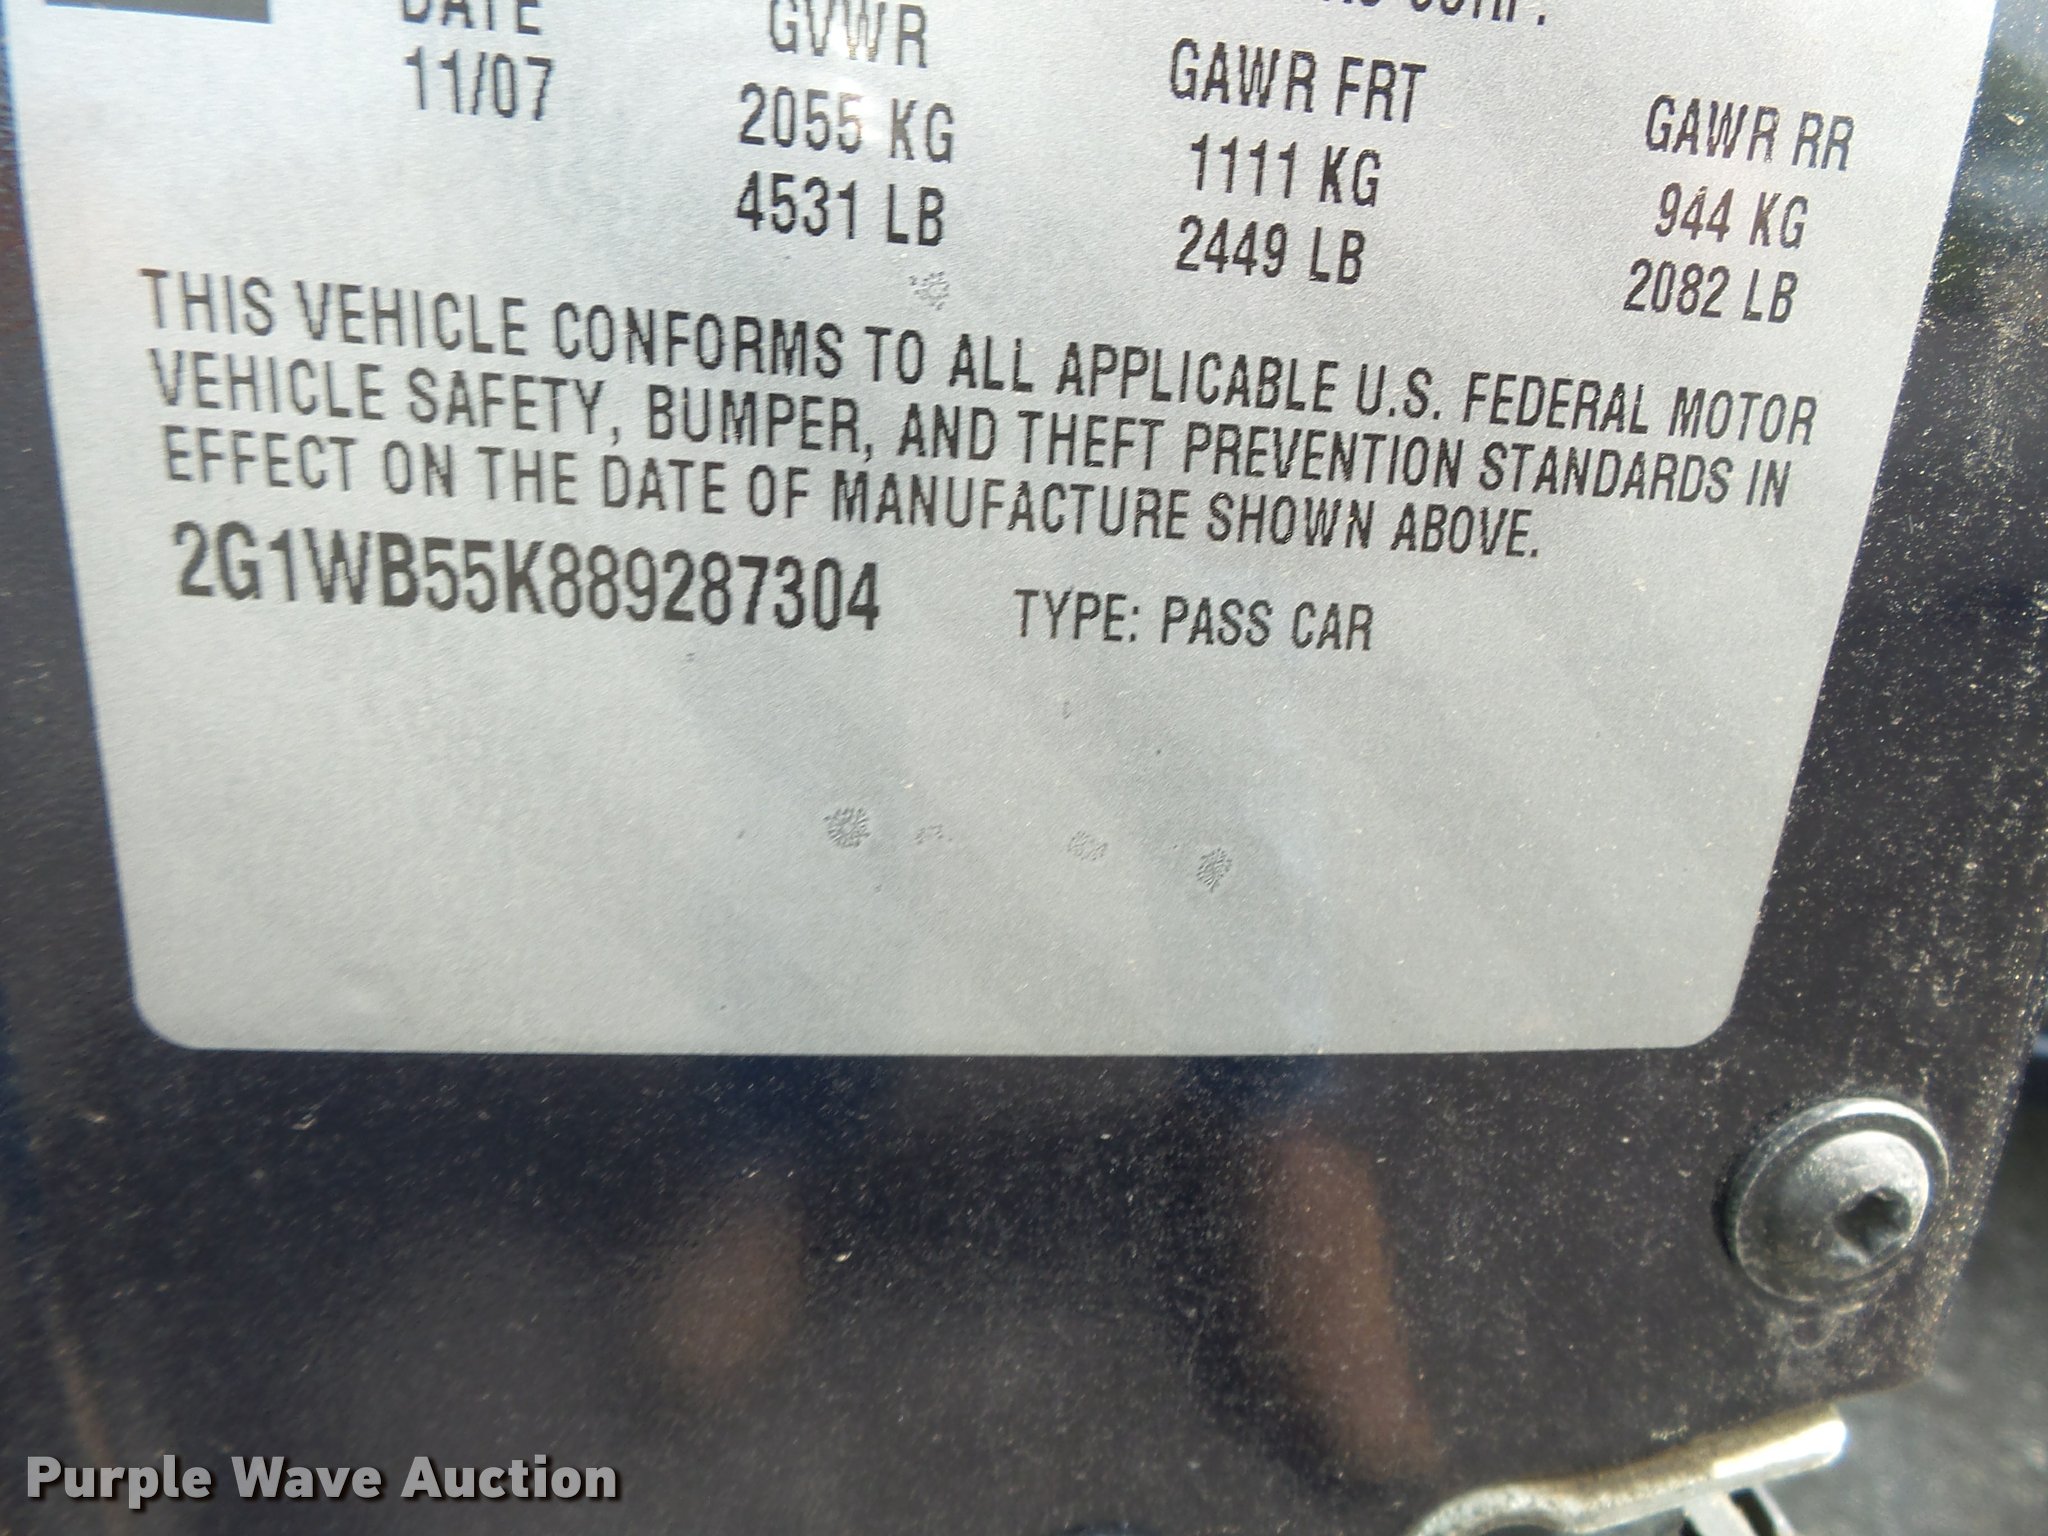 DATE GVWR GAWR FRT GAWR RR
11/07 2055 KG 1111 KG 944 KG
4531 LB 2449 LB 2082 LB
THIS VEHICLE CONFORMS TO ALL APPLICABLE U.S. FEDERAL MOTOR
VEHICLE SAFETY, BUMPER, AND THEFT PREVENTION STANDARDS IN
EFFECT ON THE DATE OF MANUFACTURE SHOWN ABOVE.
2G1WB55K889287304 TYPE: PASS CAR
Purple Wave Auction